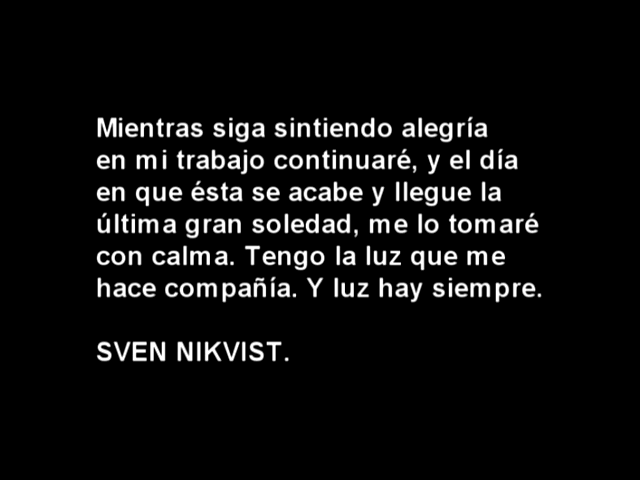 Mientras siga sintiendo alegría
en mi trabajo continuaré, y el día
en que ésta se acabe y llegue la
última gran soledad, me lo tomaré
con calma. Tengo la luz que me
hace compañía. Y luz hay siempre.
SVEN NIKVIST.